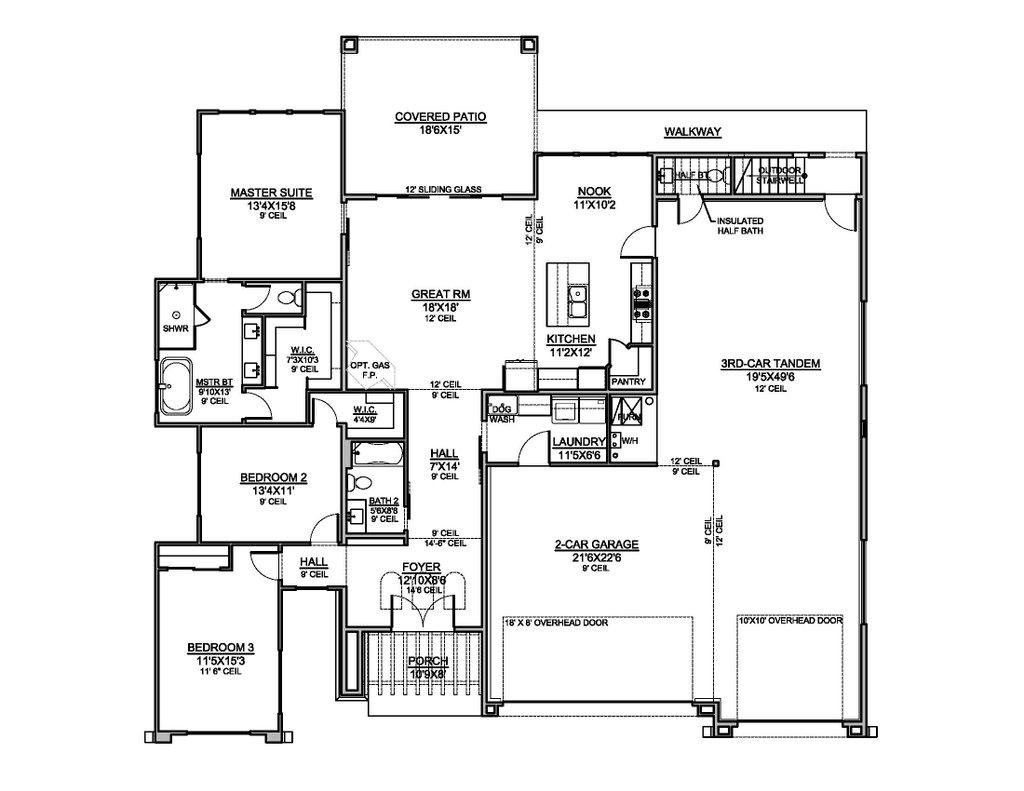 COVERED PATIO
18'6X15'
12' SLIDING GLASS
WALKWAY
MASTER SUITE
13'4X15'8
9' CEIL
NOOK
11'X10'2
12' CEIL
9' CEIL
HALF BT.
OUTDOOR
STAIRWELL
INSULATED
HALF BATH
GREAT RM
18'X18'
12' CEIL
SHWR
W.I.C.
7'3X10'3
9' CEIL
KITCHEN
11'2X12'
PANTRY
OPT. GAS
F.P.
3RD-CAR TANDEM
19'5X49'6
12' CEIL
MSTR BT
9'10X13'
9' CEIL
12' CEIL
9' CEIL
W.I.C.
4'4X9'
DOG
WASH
FURN
W/H
LAUNDRY
11'5X6'6
HALL
7'X14'
9' CEIL
12' CEIL
9' CEIL
BEDROOM 2
13'4X11'
9' CEIL
BATH 2
5'6X8'8
9' CEIL
9' CEIL
14'-6" CEIL
9' CEIL
12' CEIL
2-CAR GARAGE
21'6X22'6
9' CEIL
HALL
9' CEIL
FOYER
12'10X8'6
14'6 CEIL
18' X 8' OVERHEAD DOOR
10'X10' OVERHEAD DOOR
BEDROOM 3
11'5X15'3
11' 6" CEIL
PORCH
10'9X8'